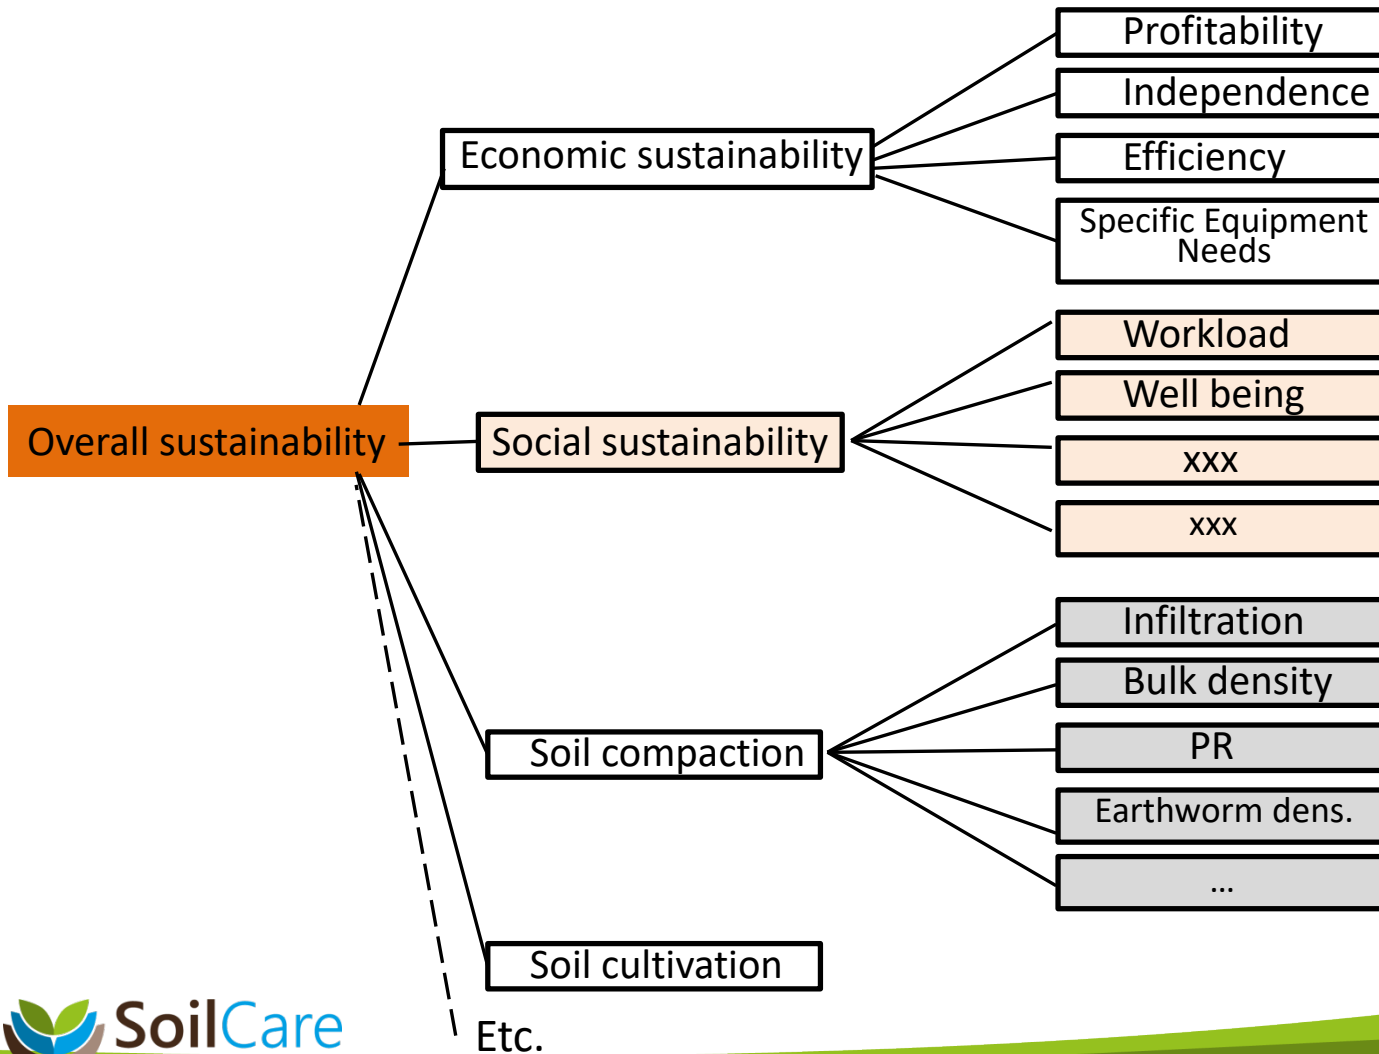 Profitability
Independence
Economic sustainability
Efficiency
Specific Equipment
Needs
Workload
Well being
Overall sustainability
Social sustainability
xxx
xxx
Infiltration
Bulk density
Soil compaction
PR
Earthworm dens.
...
Soil cultivation
SoilCare
Etc.